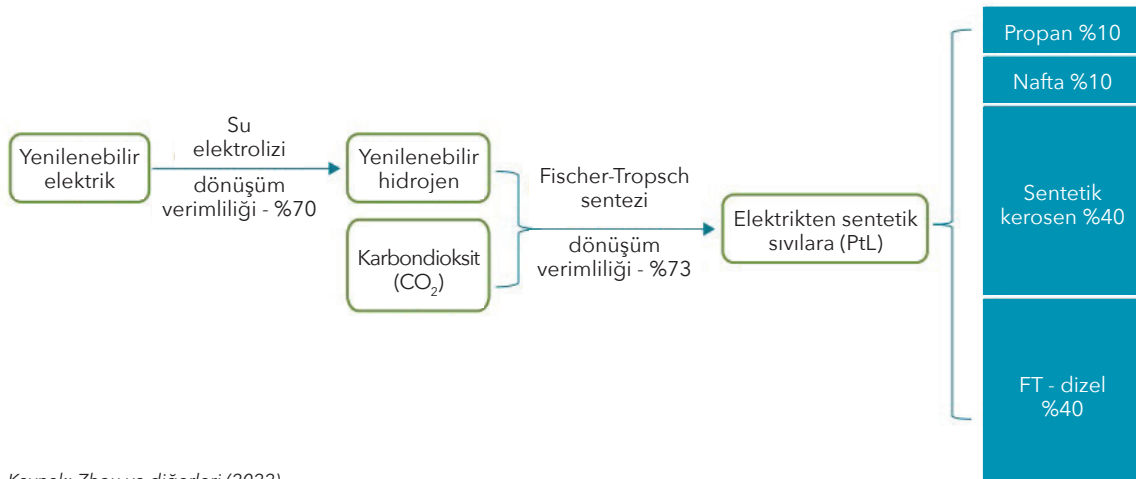 Yenilenebilir
elektrik
Su
elektrolizi
dönüşüm
verimliliği - %70
Yenilenebilir
hidrojen
Karbondioksit
(CO₂)
Fischer-Tropsch
sentezi
dönüşüm
verimliliği - %73
Elektrikten sentetik
sıvılara (PtL)
Propan %10
Nafta %10
Sentetik
kerosen %40
FT - dizel
%40